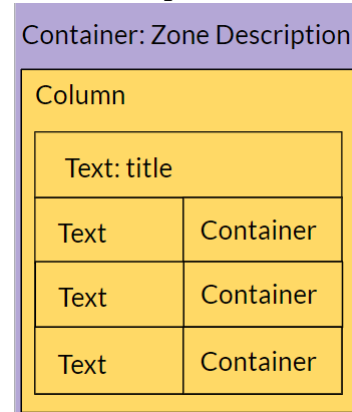 Container: Zone Description
Column
Text: title
Text Container
Text Container
Text Container